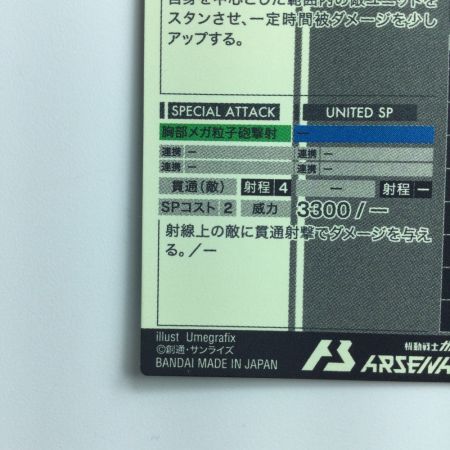 自身を中心とした範囲内の敵ユニットを
スタンさせ、一定時間被ダメージを少し
アップする。
SPECIAL ATTACK UNITED SP
胸部メガ粒子砲撃射 ー
連携 ー 連携 ー
連携 ー 連携 ー
貫通（敵） 射程 4 ー 射程 ー
SPコスト 2 威力 3300 / ー
射線上の敵に貫通射撃でダメージを与え
る。/ー
illust Umegrafix
©創通・サンライズ
BANDAI MADE IN JAPAN
機動戦士ガ
ARSENA